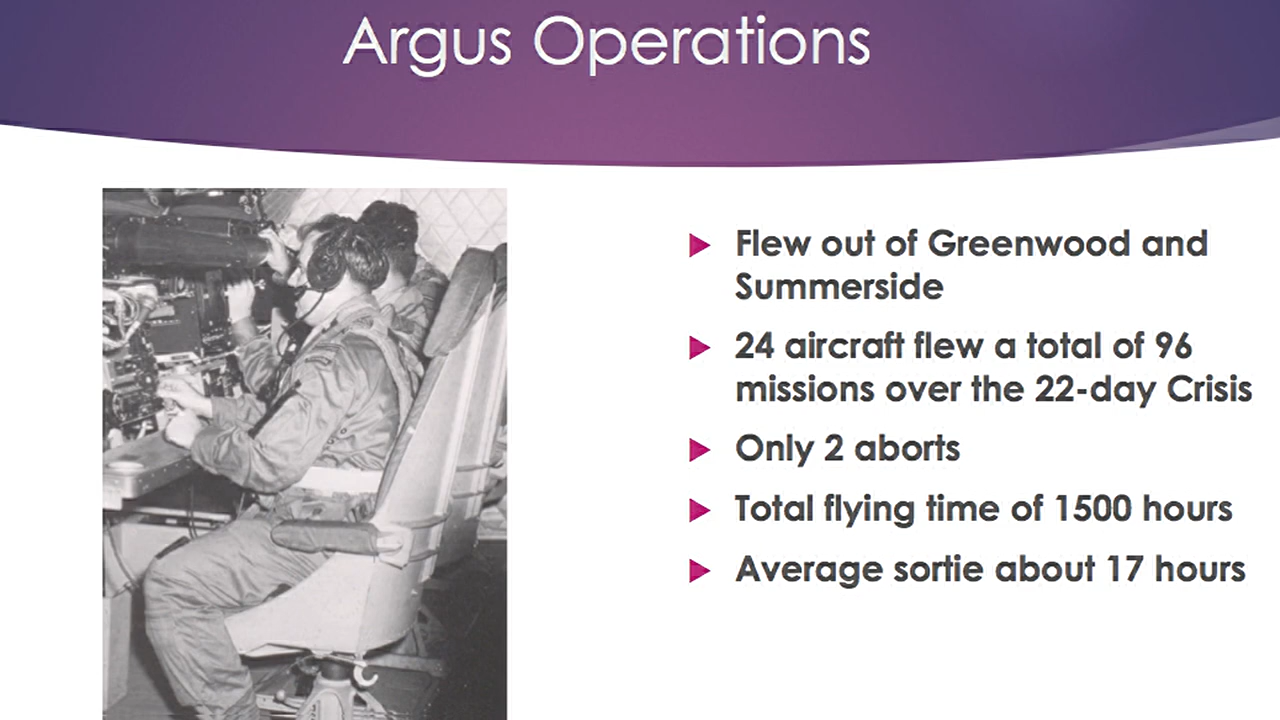 Argus Operations
Flew out of Greenwood and
Summerside
24 aircraft flew a total of 96
missions over the 22-day Crisis
Only 2 aborts
Total flying time of 1500 hours
Average sortie about 17 hours